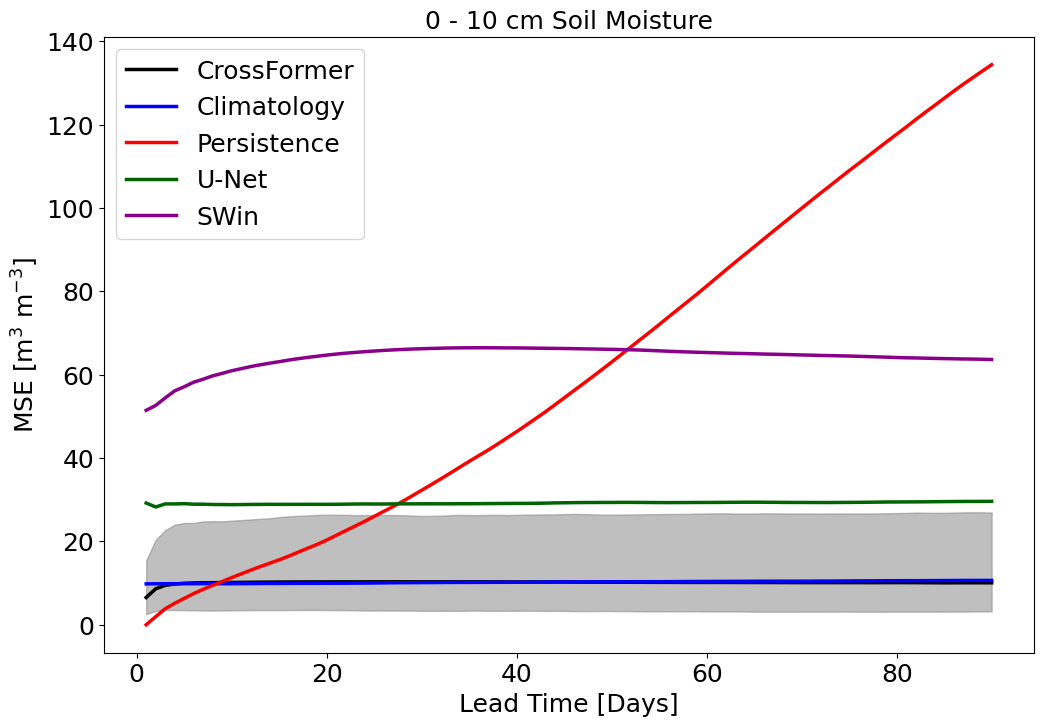 0 - 10 cm Soil Moisture
CrossFormer
Climatology
Persistence
U-Net
SWin
MSE [m³ m⁻³]
140
120
100
80
60
40
20
0
0 20 40 60 80
Lead Time [Days]